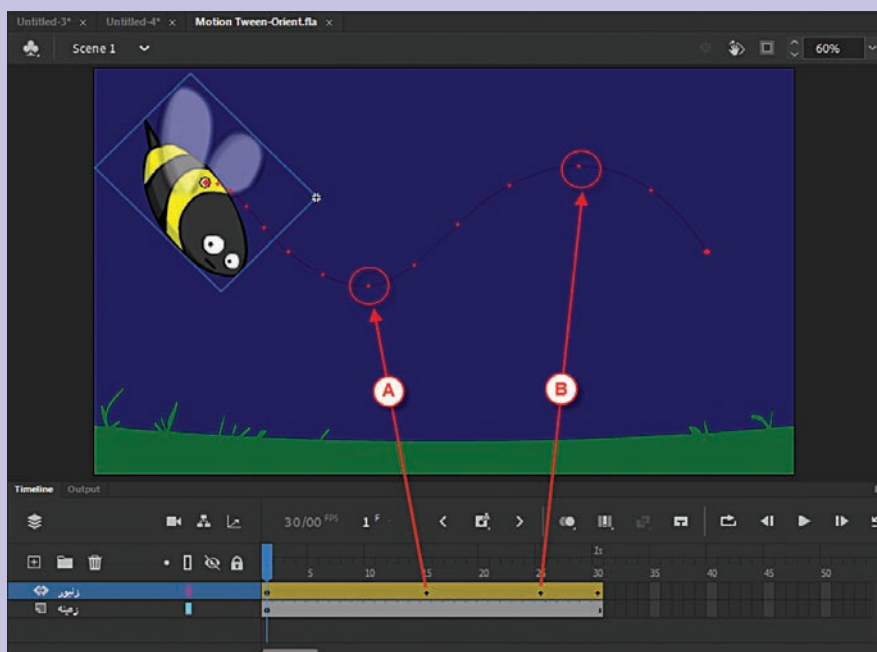 Untitled-3* × Untitled-4* × Motion Tween-Orient.fla ×
Scene 1 60%
A B
Timeline Output
30/00 FPS 1 F
1s
5 10 15 20 25 30 35 40 45 50
زنبور
زمینه